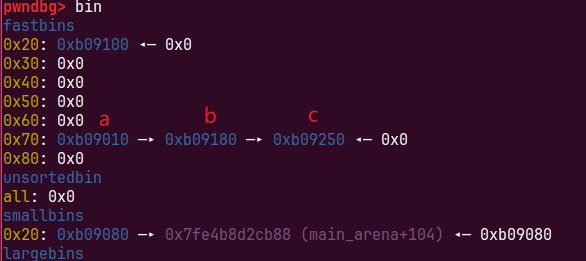 pwndbg> bin
fastbins
0x20: 0xb09100 ◂— 0x0
0x30: 0x0
0x40: 0x0
0x50: 0x0
0x60: 0x0
a b c
0x70: 0xb09010 —▸ 0xb09180 —▸ 0xb09250 ◂— 0x0
0x80: 0x0
unsortedbin
all: 0x0
smallbins
0x20: 0xb09080 —▸ 0x7fe4b8d2cb88 (main_arena+104) ◂— 0xb09080
largebins